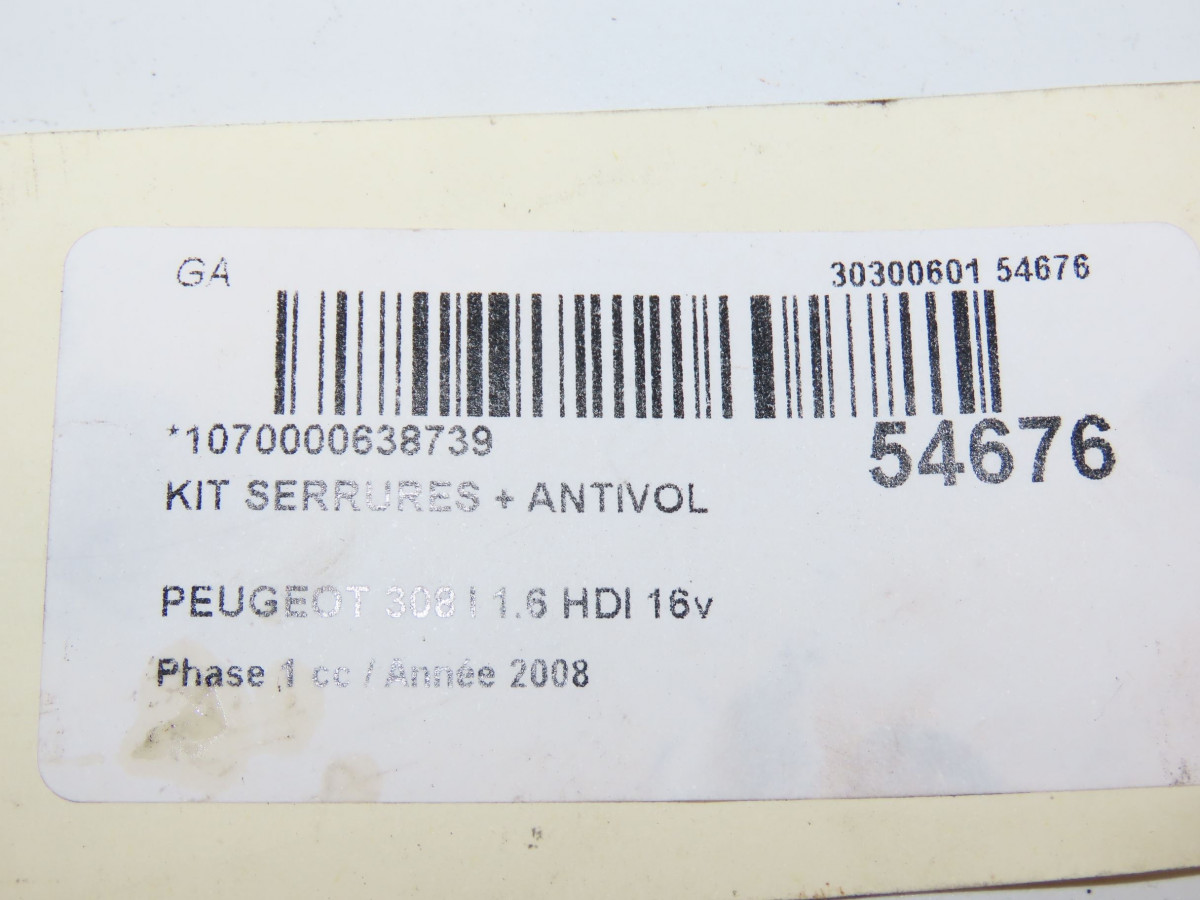 GA 30300601 54676
*1070000638739 54676
KIT SERRURES + ANTIVOL
PEUGEOT 308 I 1.6 HDI 16v
Phase 1 cc / Année 2008